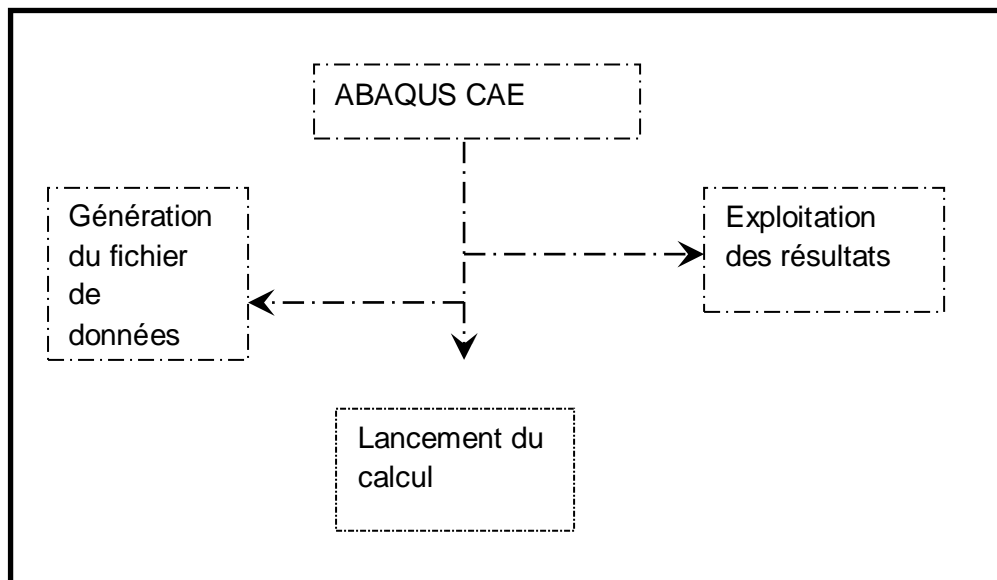 ABAQUS CAE
Génération
du fichier
de
données
Exploitation
des résultats
Lancement du
calcul